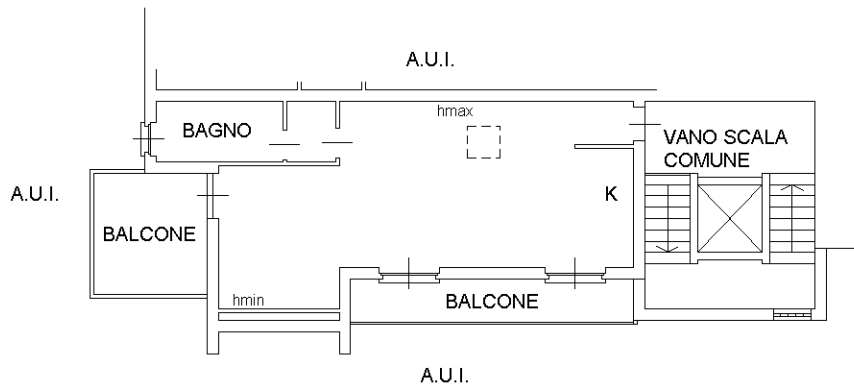 A.U.I.
hmax
BAGNO
VANO SCALA
COMUNE
A.U.I.
K
BALCONE
hmin
BALCONE
A.U.I.